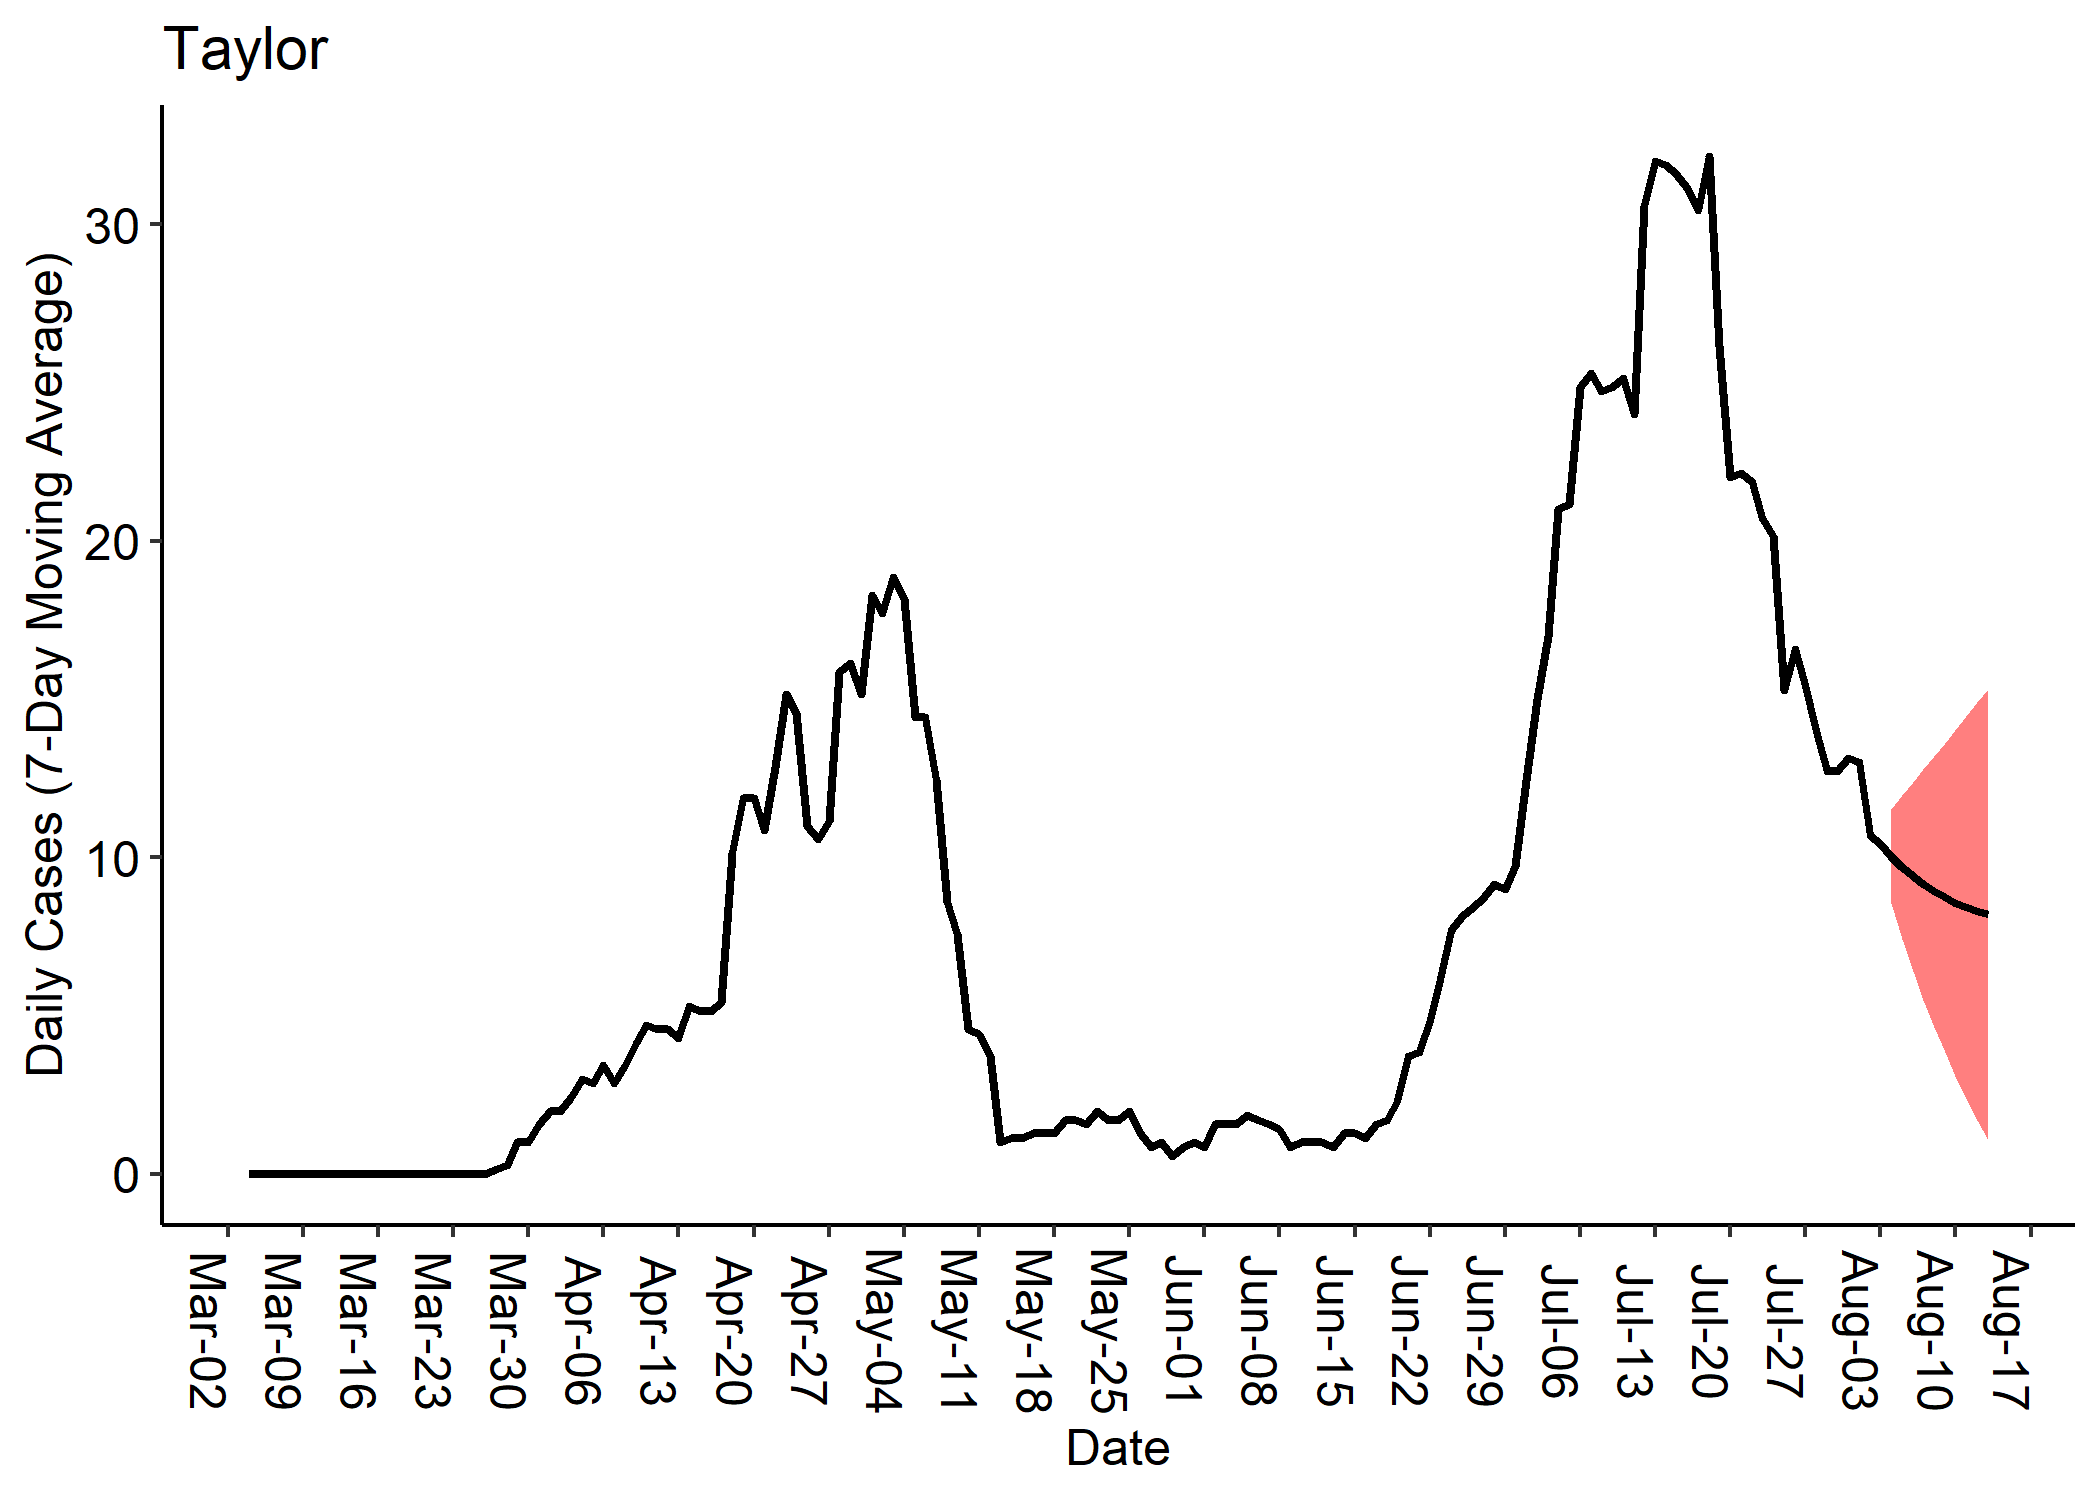 Taylor
Daily Cases (7-Day Moving Average)
30
20
10
0
Mar-02
Mar-09
Mar-16
Mar-23
Mar-30
Apr-06
Apr-13
Apr-20
Apr-27
May-04
May-11
May-18
May-25
Jun-01
Jun-08
Jun-15
Jun-22
Jun-29
Jul-06
Jul-13
Jul-20
Jul-27
Aug-03
Aug-10
Aug-17
Date